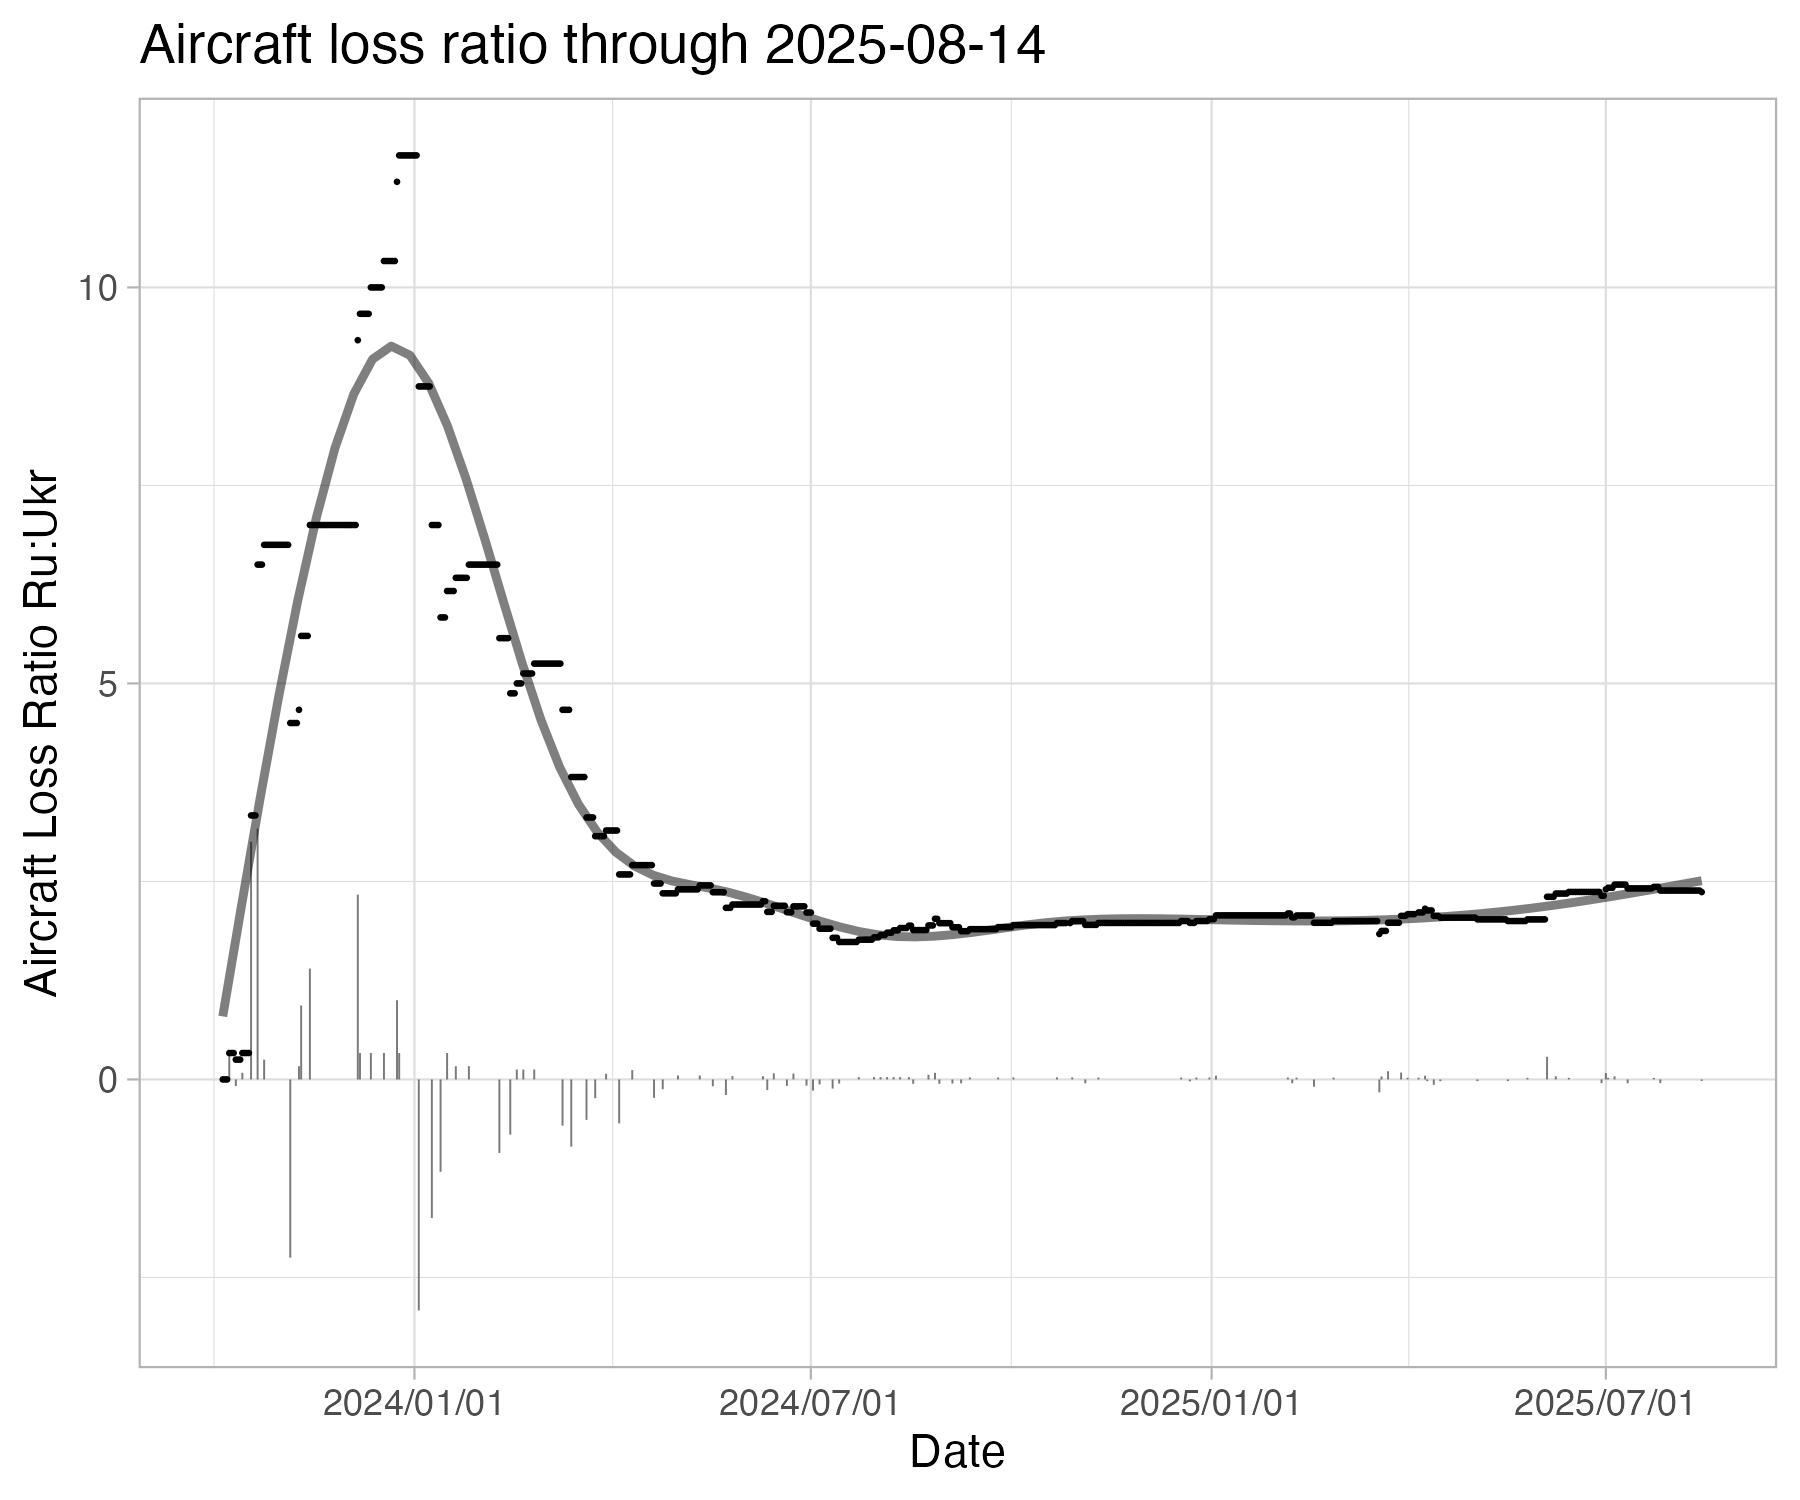 Aircraft loss ratio through 2025-08-14
Aircraft Loss Ratio Ru:Ukr
10
5
0
2024/01/01
2024/07/01
2025/01/01
2025/07/01
Date